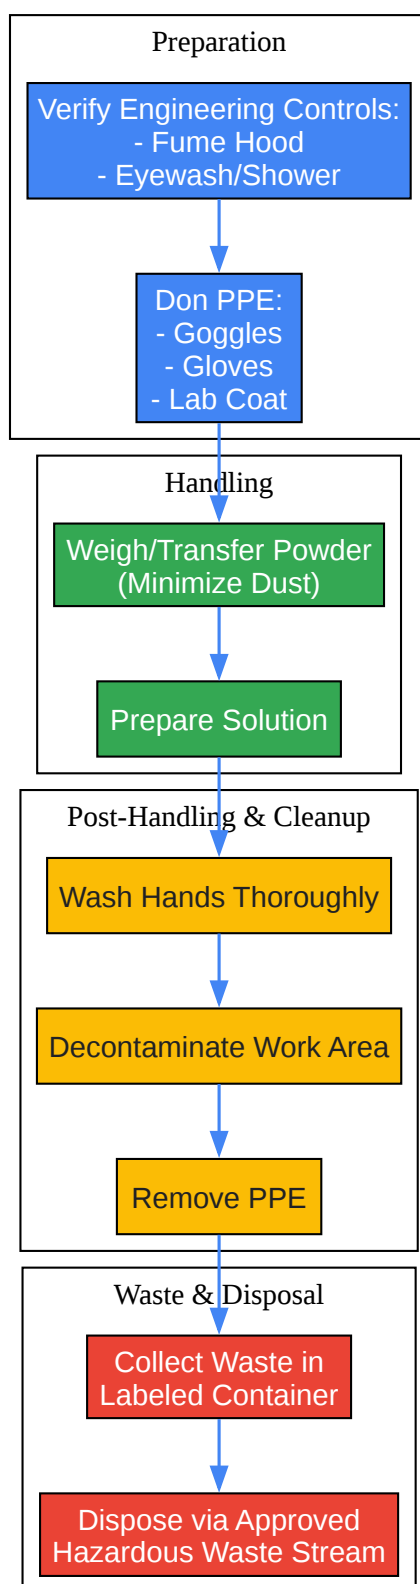 Preparation
Verify Engineering Controls:
- Fume Hood
- Eyewash/Shower
Don PPE:
- Goggles
- Gloves
- Lab Coat
Handling
Weigh/Transfer Powder
(Minimize Dust)
Prepare Solution
Post-Handling & Cleanup
Wash Hands Thoroughly
Decontaminate Work Area
Remove PPE
Waste & Disposal
Collect Waste in
Labeled Container
Dispose via Approved
Hazardous Waste Stream